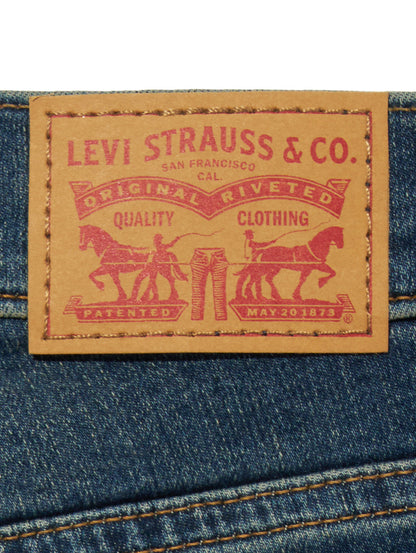 LEVI STRAUSS & CO.
SAN FRANCISCO
CAL.
ORIGINAL RIVETED
QUALITY CLOTHING
PATENTED MAY 20 1873
®